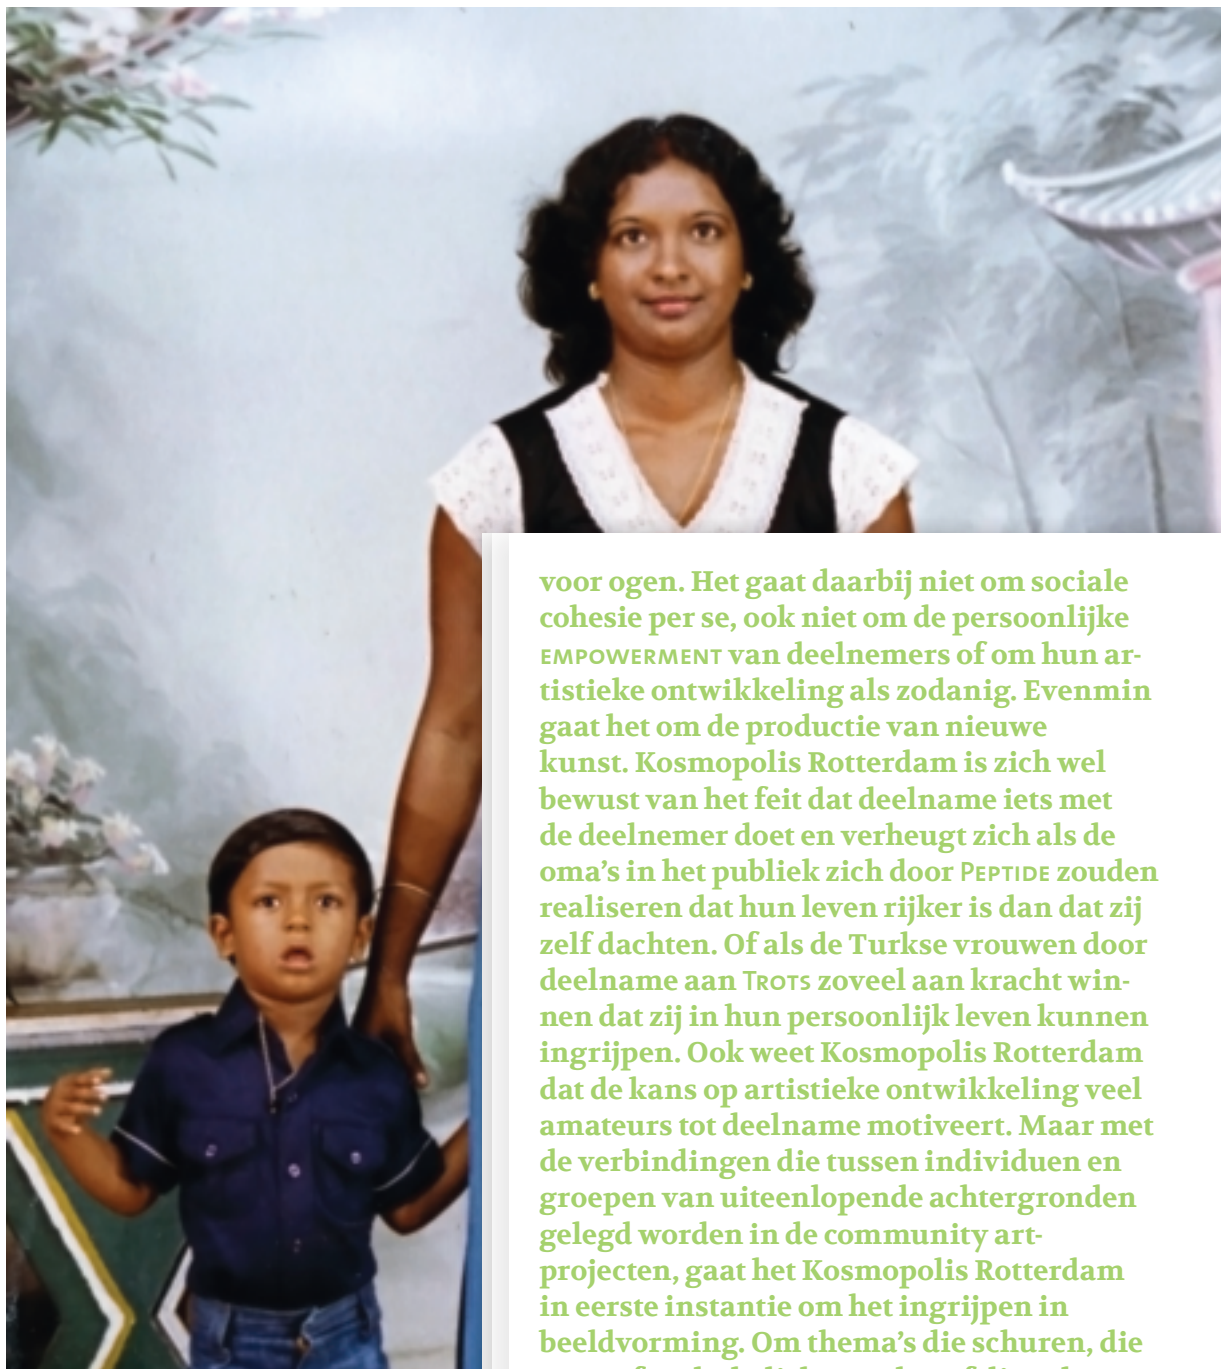 voor ogen. Het gaat daarbij niet om sociale
cohesie per se, ook niet om de persoonlijke
EMPOWERMENT van deelnemers of om hun ar-
tistieke ontwikkeling als zodanig. Evenmin
gaat het om de productie van nieuwe
kunst. Kosmopolis Rotterdam is zich wel
bewust van het feit dat deelname iets met
de deelnemer doet en verheugt zich als de
oma’s in het publiek zich door PEPTIDE zouden
realiseren dat hun leven rijker is dan dat zij
zelf dachten. Of als de Turkse vrouwen door
deelname aan TROTS zoveel aan kracht win-
nen dat zij in hun persoonlijk leven kunnen
ingrijpen. Ook weet Kosmopolis Rotterdam
dat de kans op artistieke ontwikkeling veel
amateurs tot deelname motiveert. Maar met
de verbindingen die tussen individuen en
groepen van uiteenlopende achtergronden
gelegd worden in de community art-
projecten, gaat het Kosmopolis Rotterdam
in eerste instantie om het ingrijpen in
beeldvorming. Om thema’s die schuren, die